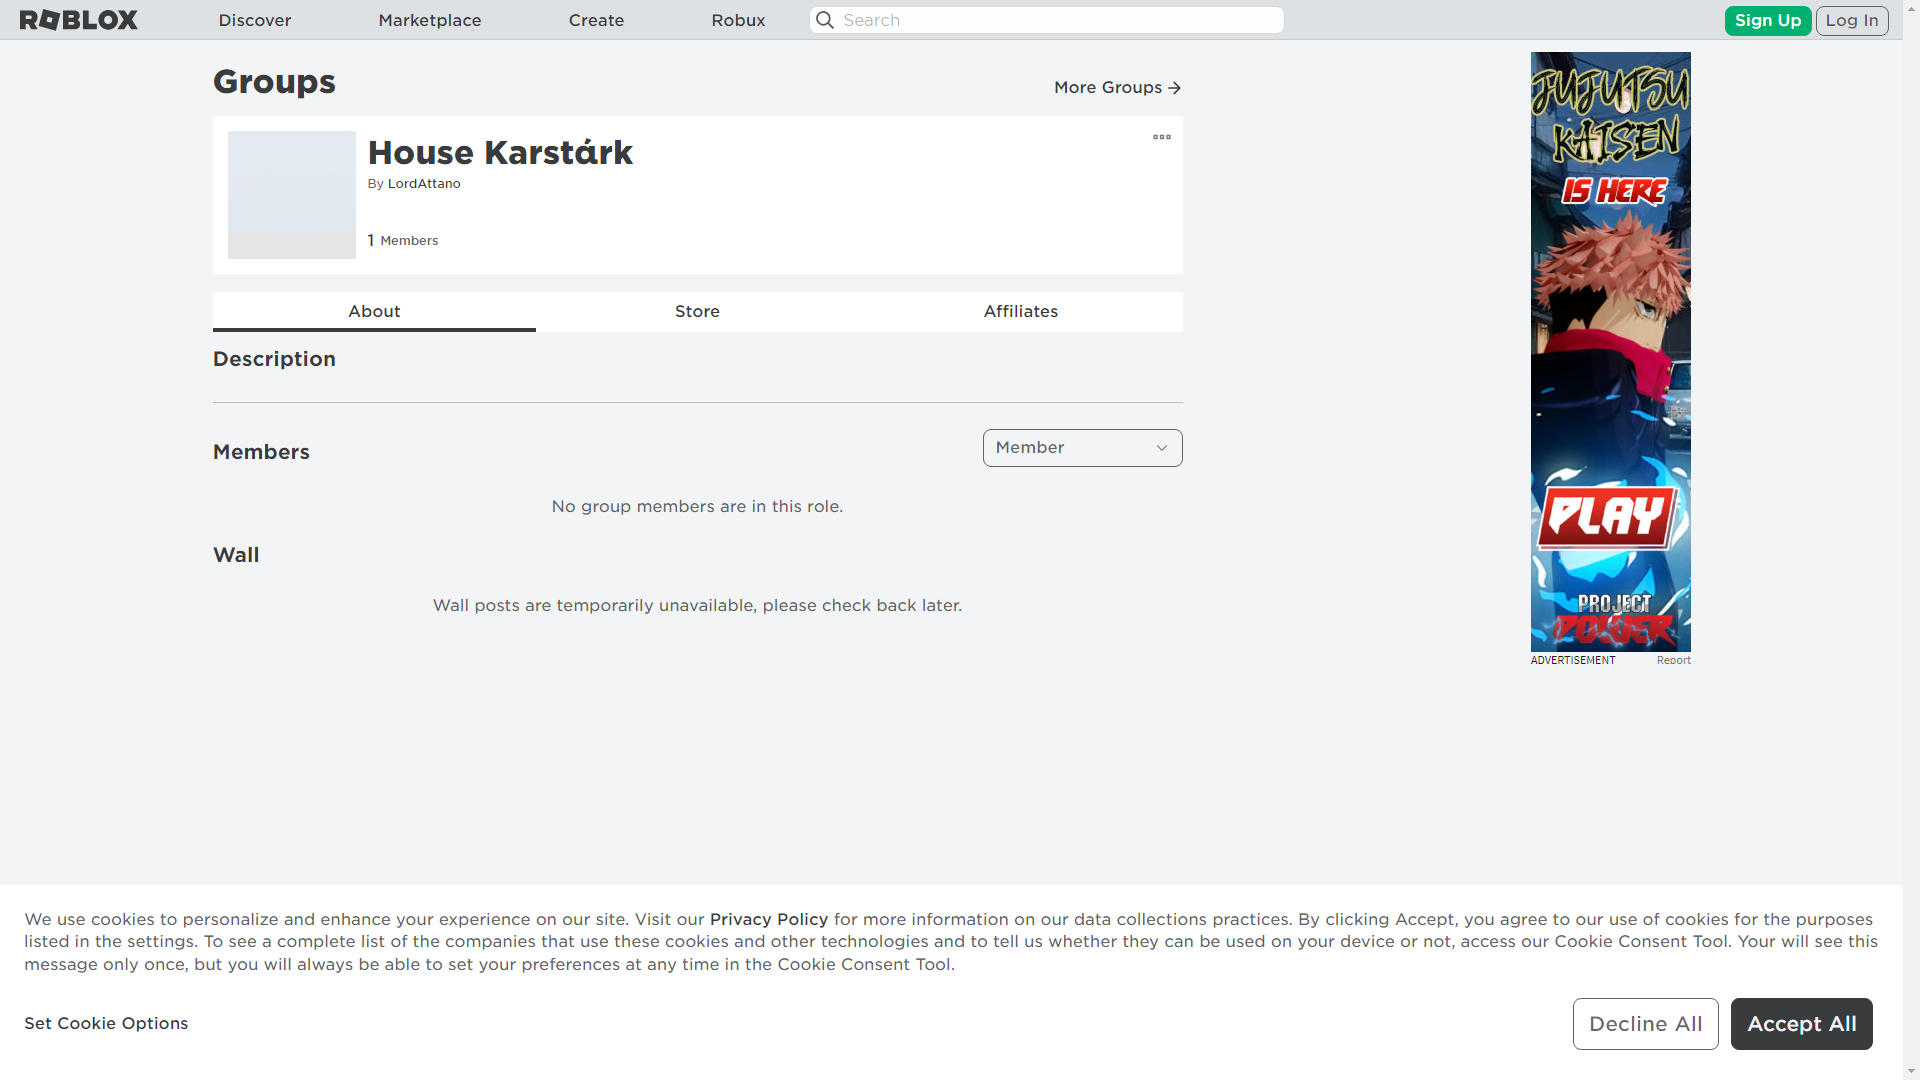 ROBLOX
Discover
Marketplace
Create
Robux
Search
Sign Up
Log In
Groups
More Groups
House Karstάrk
By LordAttano
1 Members
About
Store
Affiliates
Description
Members
Member
No group members are in this role.
Wall
Wall posts are temporarily unavailable, please check back later.
JUJUTSU
KAISEN
IS HERE
PLAY
PROJECT
POWER
ADVERTISEMENT
Report
We use cookies to personalize and enhance your experience on our site. Visit our Privacy Policy for more information on our data collections practices. By clicking Accept, you agree to our use of cookies for the purposes
listed in the settings. To see a complete list of the companies that use these cookies and other technologies and to tell us whether they can be used on your device or not, access our Cookie Consent Tool. Your will see this
message only once, but you will always be able to set your preferences at any time in the Cookie Consent Tool.
Set Cookie Options
Decline All
Accept All